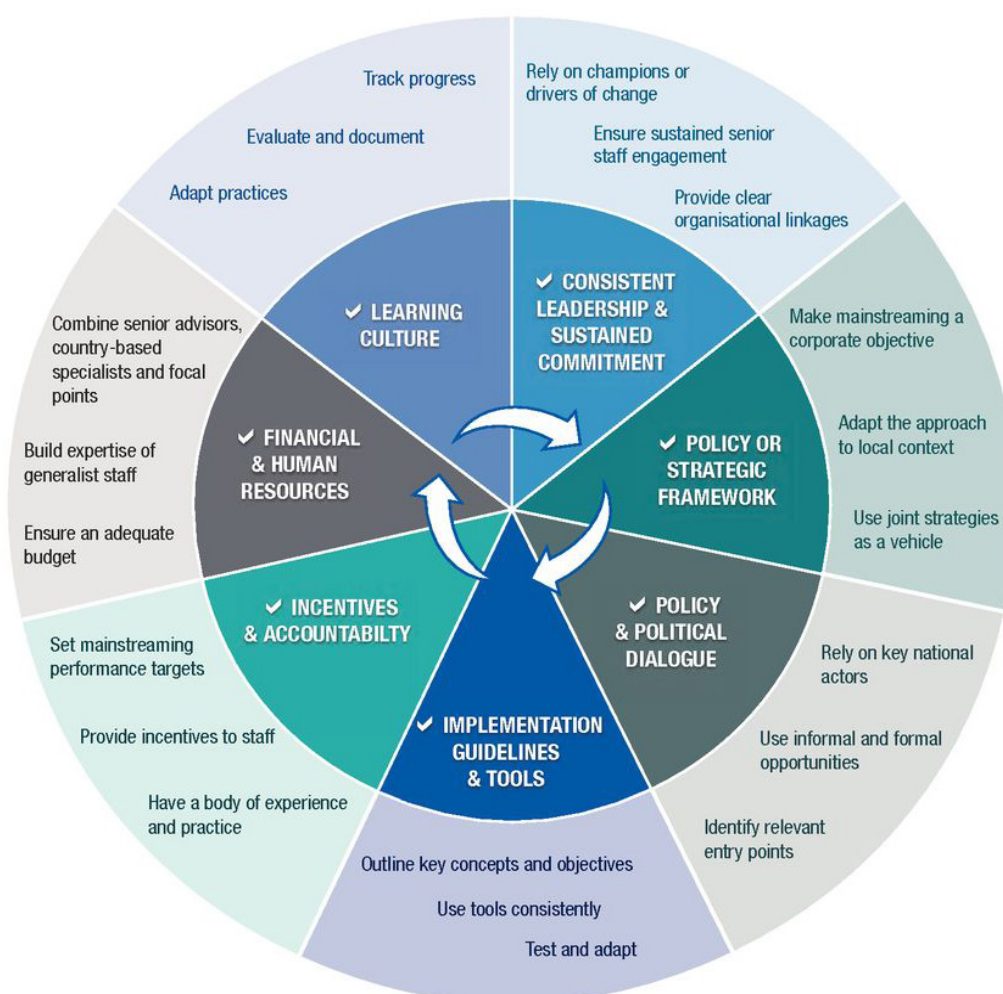 Track progress
Evaluate and document
Adapt practices
Rely on champions or
drivers of change
Ensure sustained senior
staff engagement
Provide clear
organisational linkages
✓ LEARNING
CULTURE
✓ CONSISTENT
LEADERSHIP &
SUSTAINED
COMMITMENT
Make mainstreaming a
corporate objective
Adapt the approach
to local context
Use joint strategies
as a vehicle
✓ POLICY OR
STRATEGIC
FRAMEWORK
Combine senior advisors,
country-based
specialists and focal
points
Build expertise of
generalist staff
Ensure an adequate
budget
✓ FINANCIAL
& HUMAN
RESOURCES
✓ INCENTIVES
& ACCOUNTABILTY
Set mainstreaming
performance targets
Provide incentives to staff
Have a body of experience
and practice
✓ POLICY
& POLITICAL
DIALOGUE
Rely on key national
actors
Use informal and formal
opportunities
Identify relevant
entry points
✓ IMPLEMENTATION
GUIDELINES
& TOOLS
Outline key concepts and objectives
Use tools consistently
Test and adapt